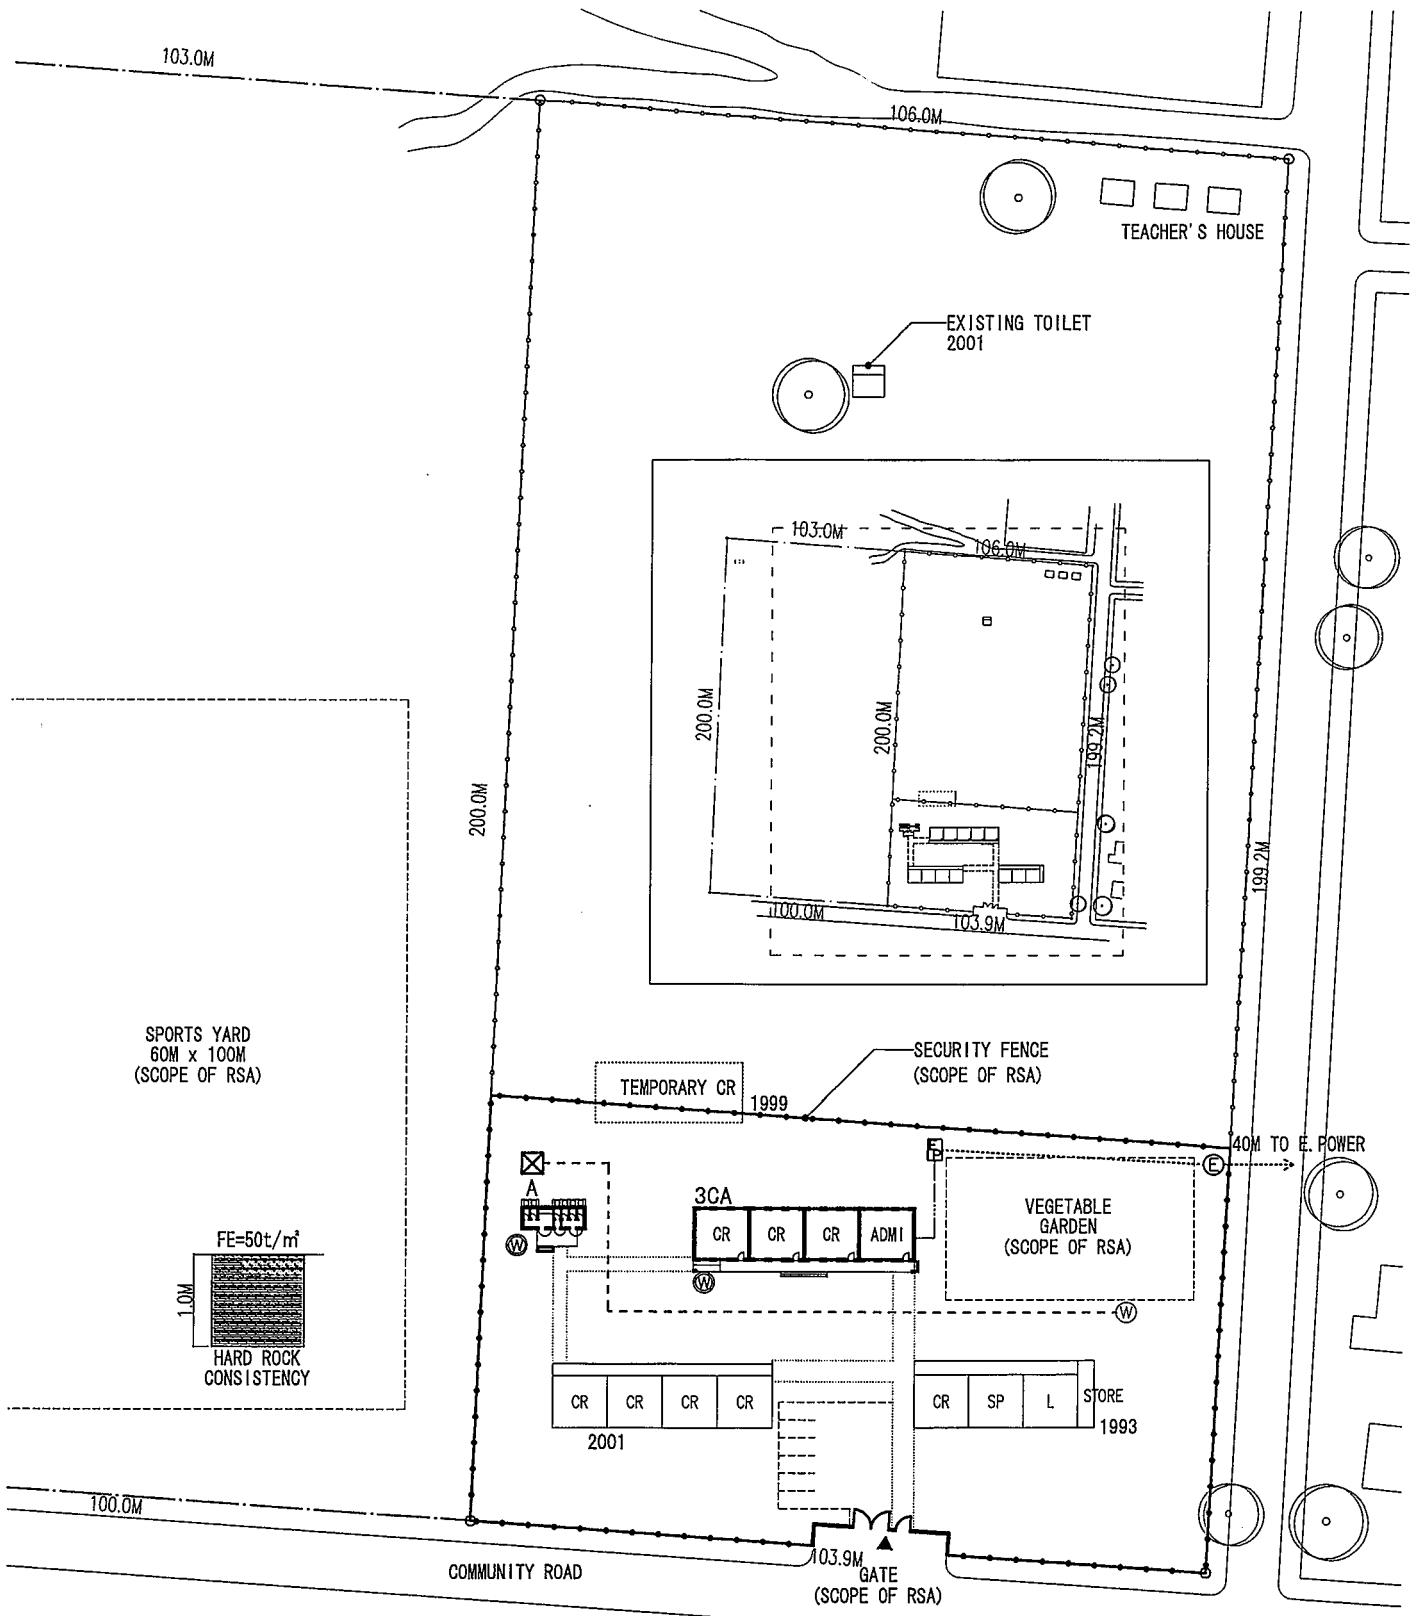 103.0M
106.0M
TEACHER'S HOUSE
EXISTING TOILET
2001
103.0M
106.0M
200.0M
200.0M
199.2M
100.0M
103.9M
200.0M
199.2M
SPORTS YARD
60M x 100M
(SCOPE OF RSA)
SECURITY FENCE
(SCOPE OF RSA)
TEMPORARY CR
1999
40M TO E.POWER
E
EP
A
W
3CA
CR
CR
CR
ADMI
W
VEGETABLE
GARDEN
(SCOPE OF RSA)
W
FE=50t/㎡
1.0M
HARD ROCK
CONSISTENCY
CR
CR
CR
CR
2001
CR
SP
L
STORE
1993
100.0M
103.9M
GATE
(SCOPE OF RSA)
COMMUNITY ROAD